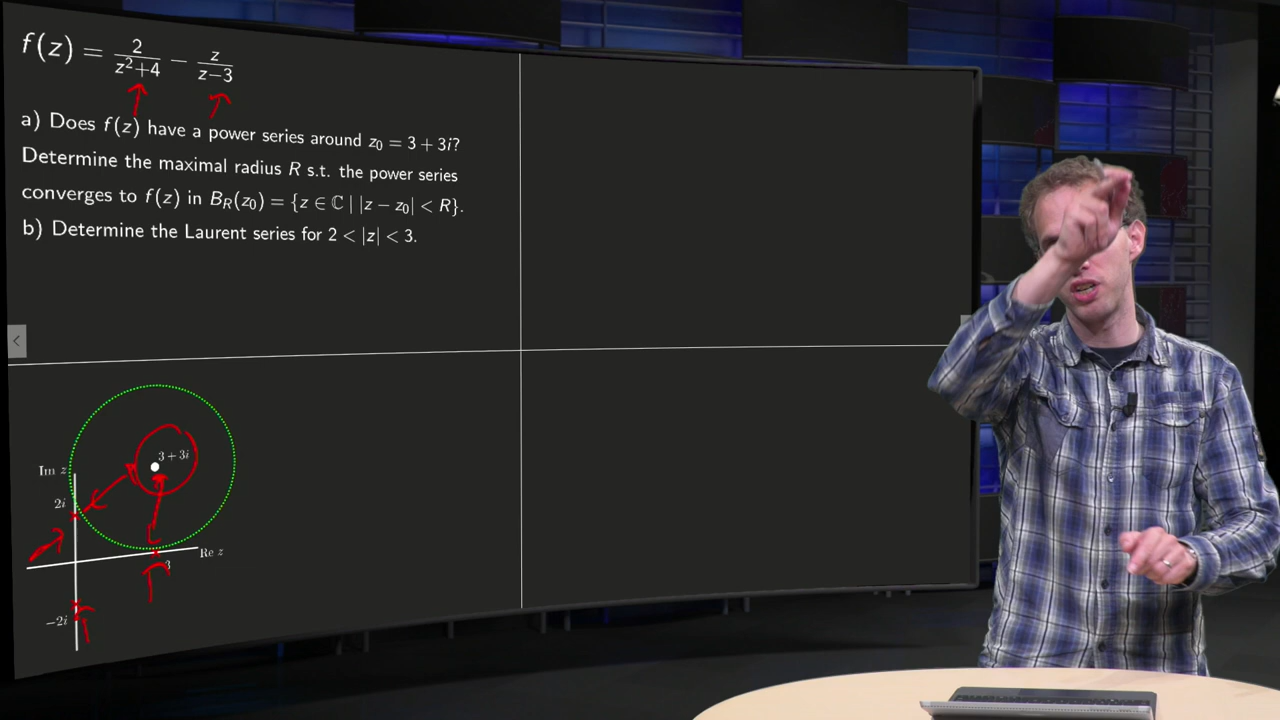 f(z) = 2/(z²+4) − z/(z−3)
a) Does f(z) have a power series around z₀ = 3 + 3i?
Determine the maximal radius R s.t. the power series
converges to f(z) in B_R(z₀) = {z ∈ ℂ | |z − z₀| < R}.
b) Determine the Laurent series for 2 < |z| < 3.
<
3 + 3i
Im z
2i
Re z
3
−2i